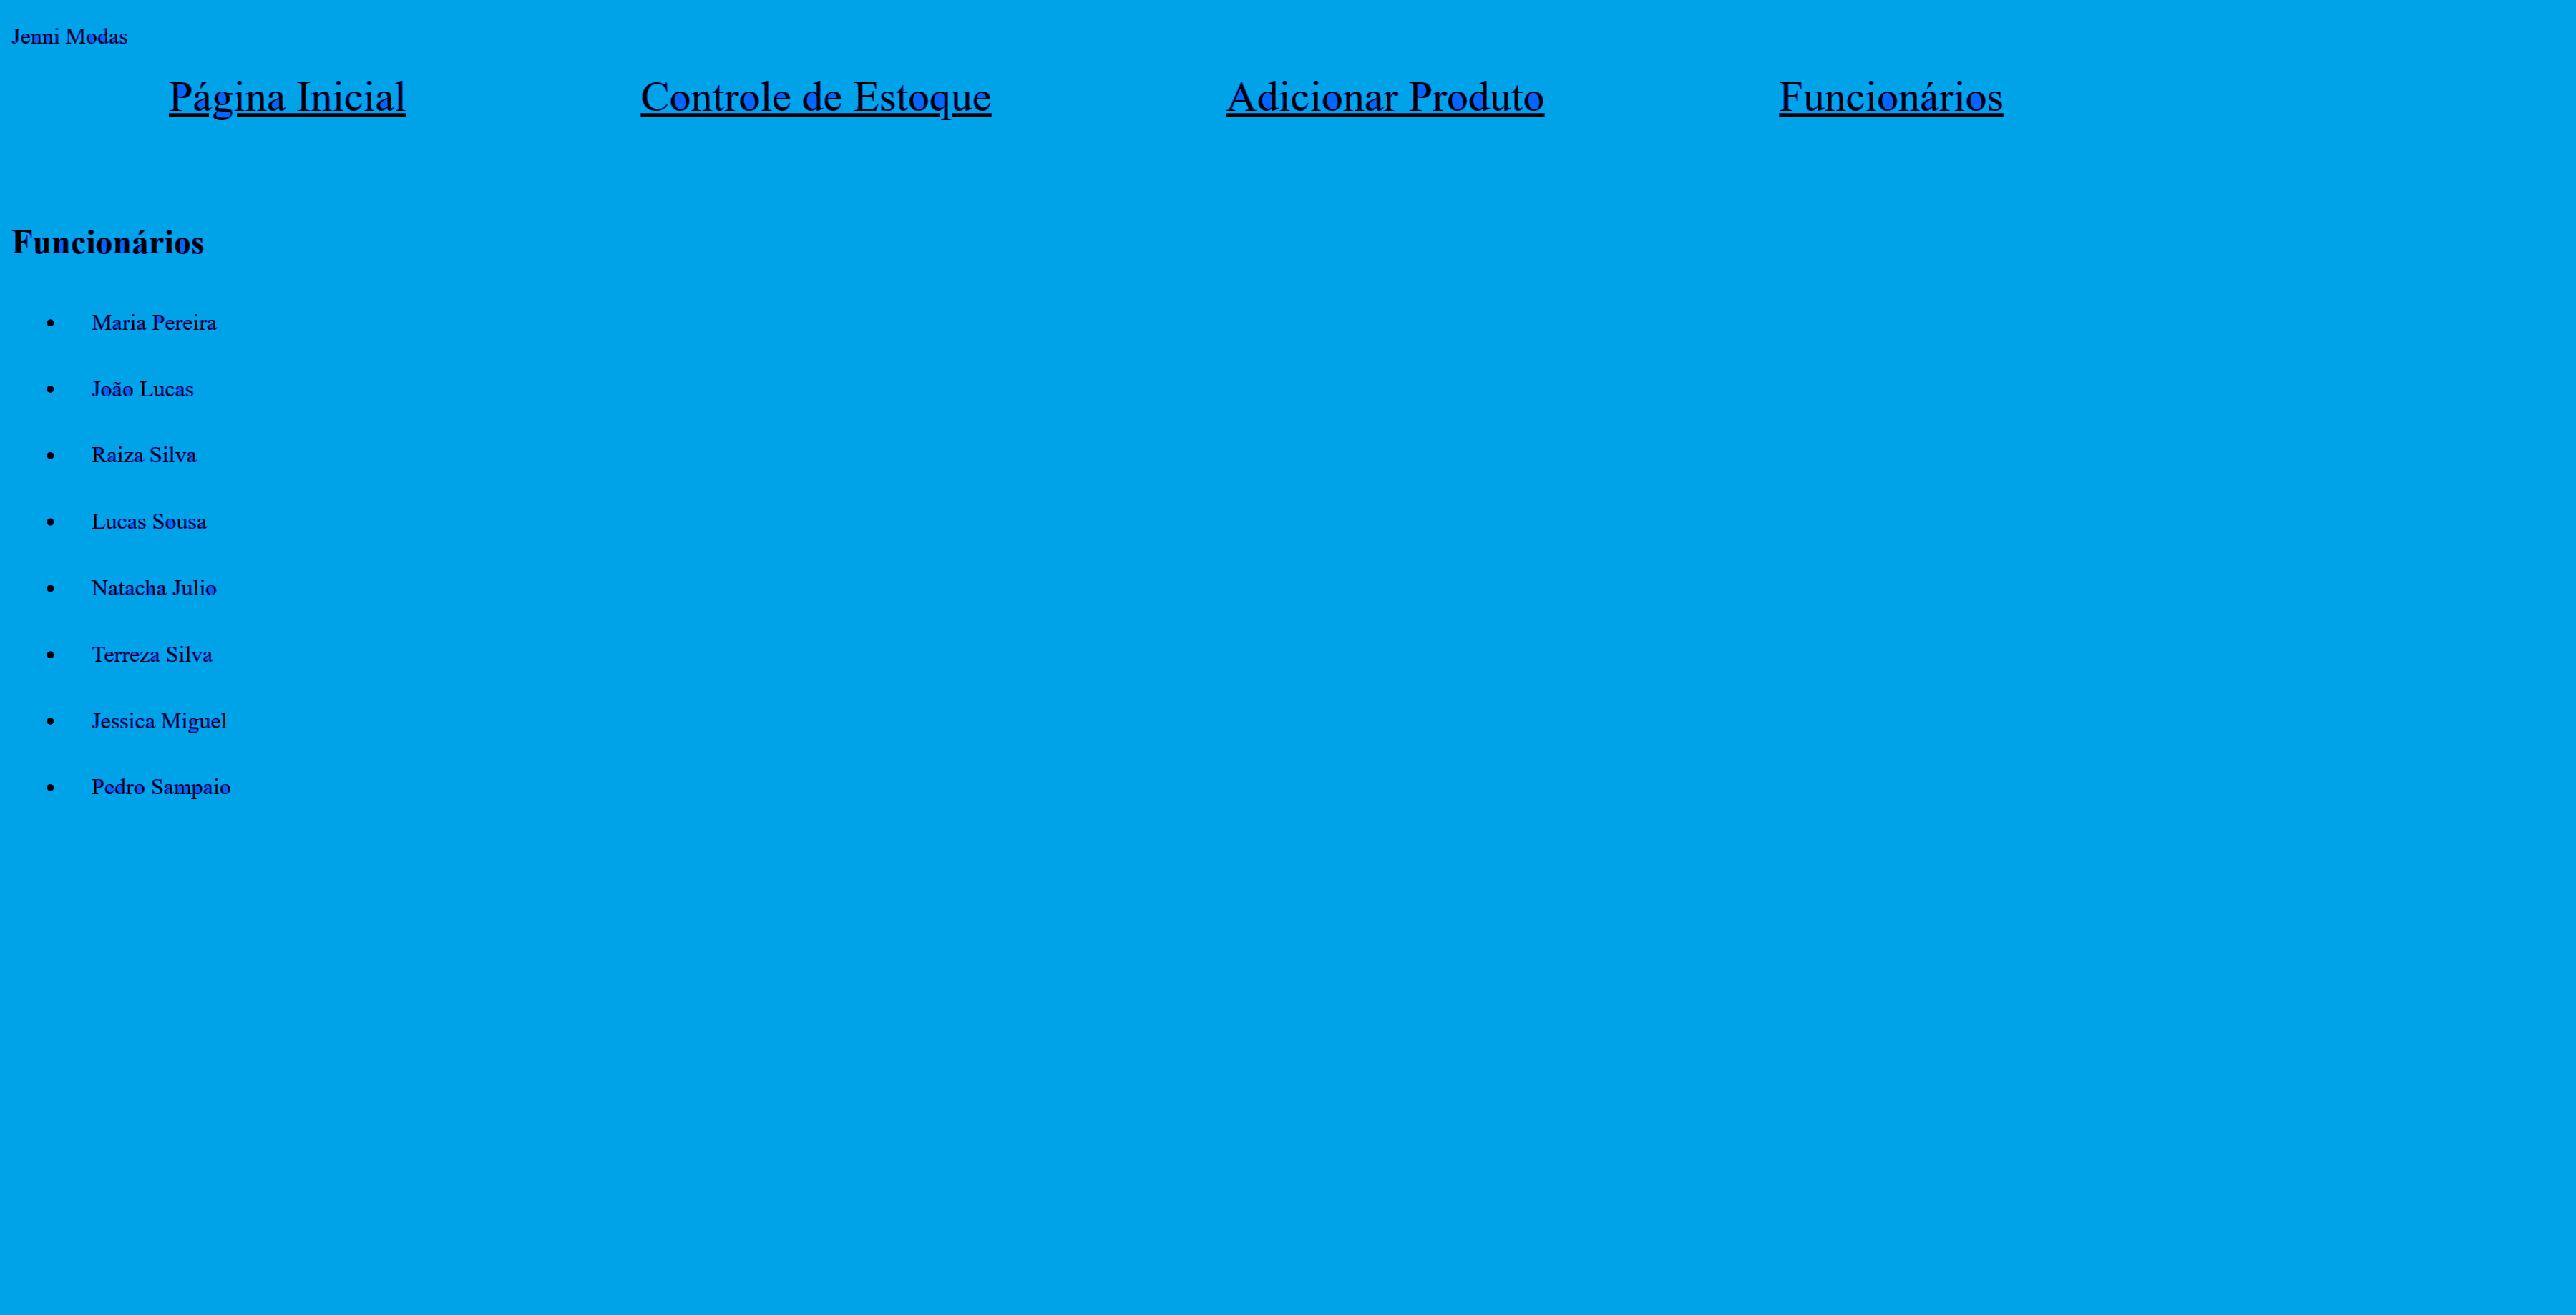 Jenni Modas
Página Inicial Controle de Estoque Adicionar Produto Funcionários
Funcionários
Maria Pereira
João Lucas
Raiza Silva
Lucas Sousa
Natacha Julio
Terreza Silva
Jessica Miguel
Pedro Sampaio